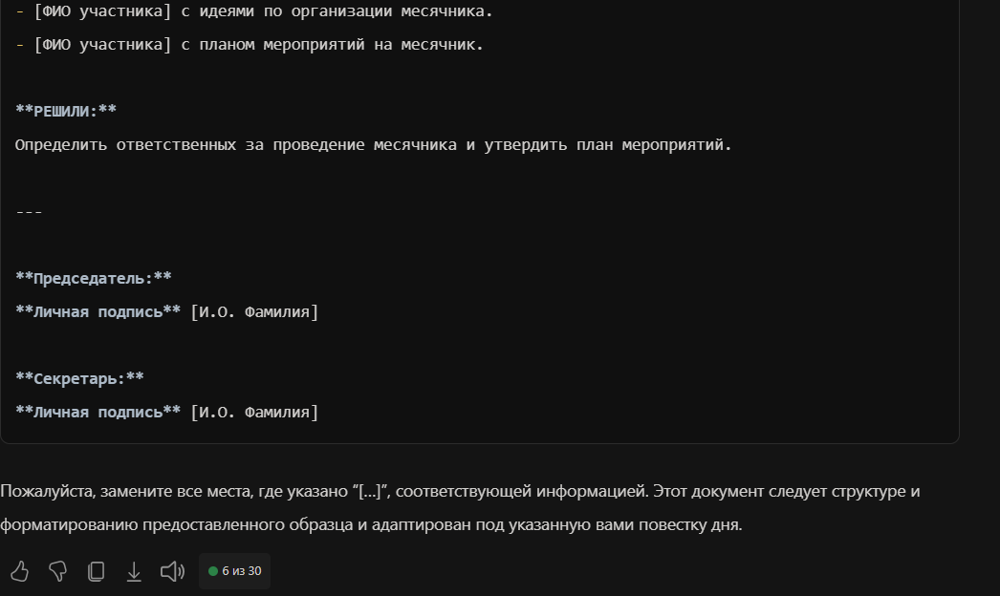 - [ФИО участника] с идеями по организации месячника.
- [ФИО участника] с планом мероприятий на месячник.
**РЕШИЛИ:**
Определить ответственных за проведение месячника и утвердить план мероприятий.
---
**Председатель:**
**Личная подпись** [И.О. Фамилия]
**Секретарь:**
**Личная подпись** [И.О. Фамилия]
Пожалуйста, замените все места, где указано “[…]”, соответствующей информацией. Этот документ следует структуре и
форматированию предоставленного образца и адаптирован под указанную вами повестку дня.
6 из 30